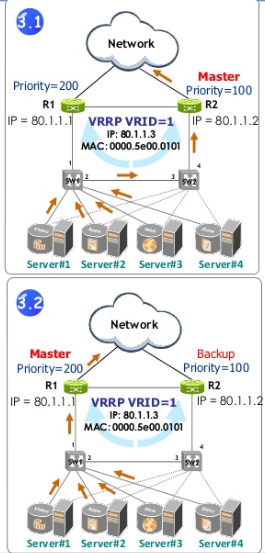 3.1
Network
Master
Priority=200
Priority=100
R1
R2
IP = 80.1.1.1
VRRP VRID=1
IP = 80.1.1.2
IP: 80.1.1.3
MAC: 0000.5e00.0101
1
4
SW1
2
3
SW2
Server#1
Server#2
Server#3
Server#4
3.2
Network
Master
Backup
Priority=200
Priority=100
R1
R2
IP = 80.1.1.1
VRRP VRID=1
IP = 80.1.1.2
IP: 80.1.1.3
MAC: 0000.5e00.0101
1
4
SW1
2
3
SW2
Server#1
Server#2
Server#3
Server#4